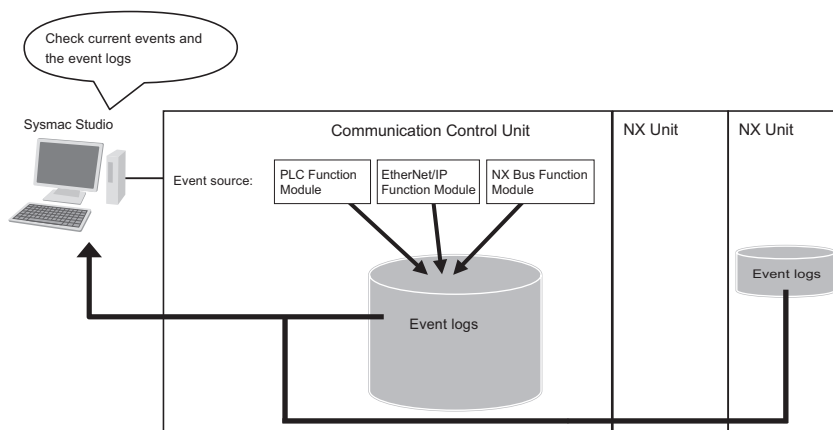 Check current events and
the event logs
Sysmac Studio
Communication Control Unit
NX Unit
NX Unit
Event source:
PLC Function
Module
EtherNet/IP
Function Module
NX Bus Function
Module
Event logs
Event logs